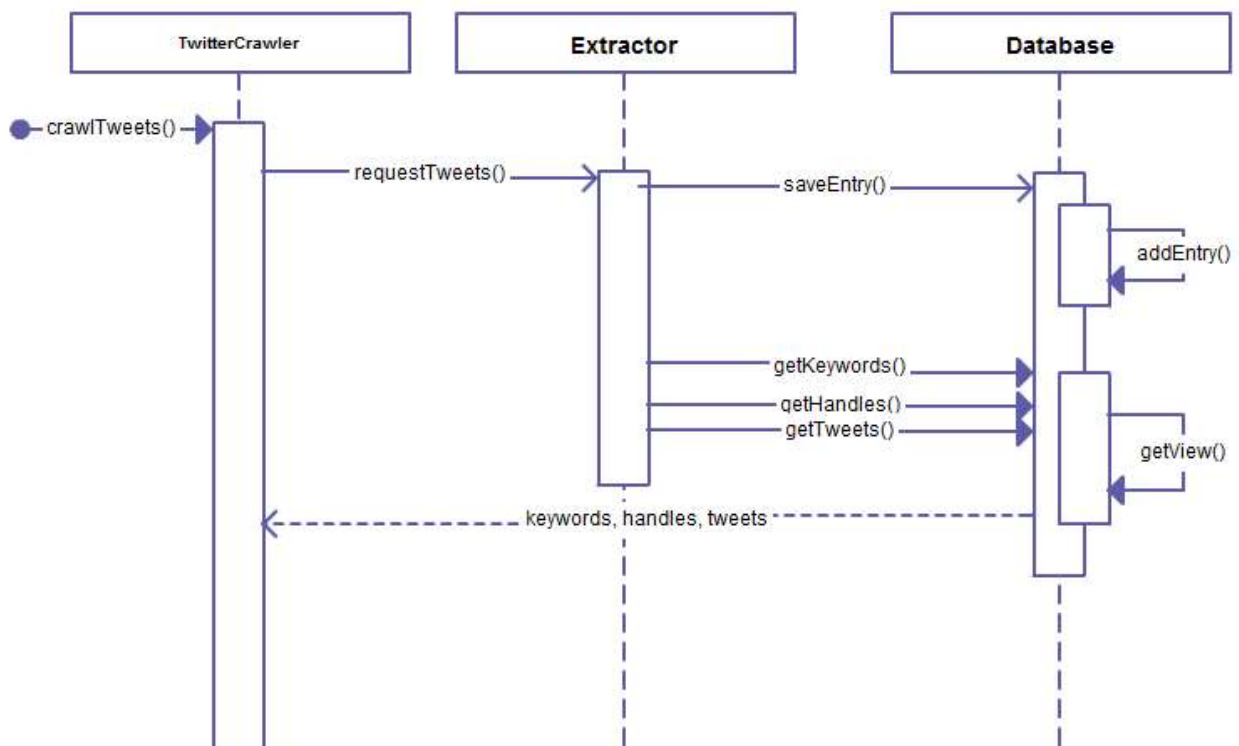 TwitterCrawler
Extractor
Database
crawlTweets()
requestTweets()
saveEntry()
addEntry()
getKeywords()
getHandles()
getTweets()
getView()
keywords, handles, tweets